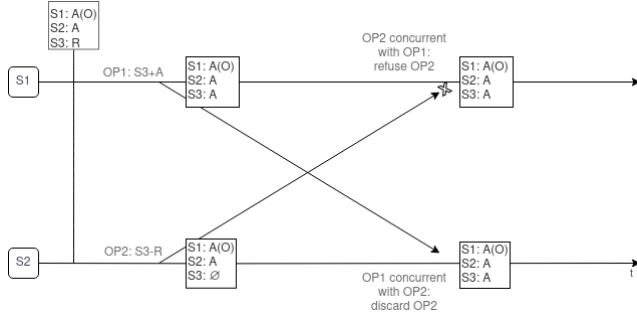 S1: A(O)
S2: A
S3: R
OP2 concurrent
with OP1:
refuse OP2
S1
OP1: S3+A
S1: A(O)
S2: A
S3: A
S1: A(O)
S2: A
S3: A
S2
OP2: S3-R
S1: A(O)
S2: A
S3: ∅
S1: A(O)
S2: A
S3: A
t
OP1 concurrent
with OP2:
discard OP2